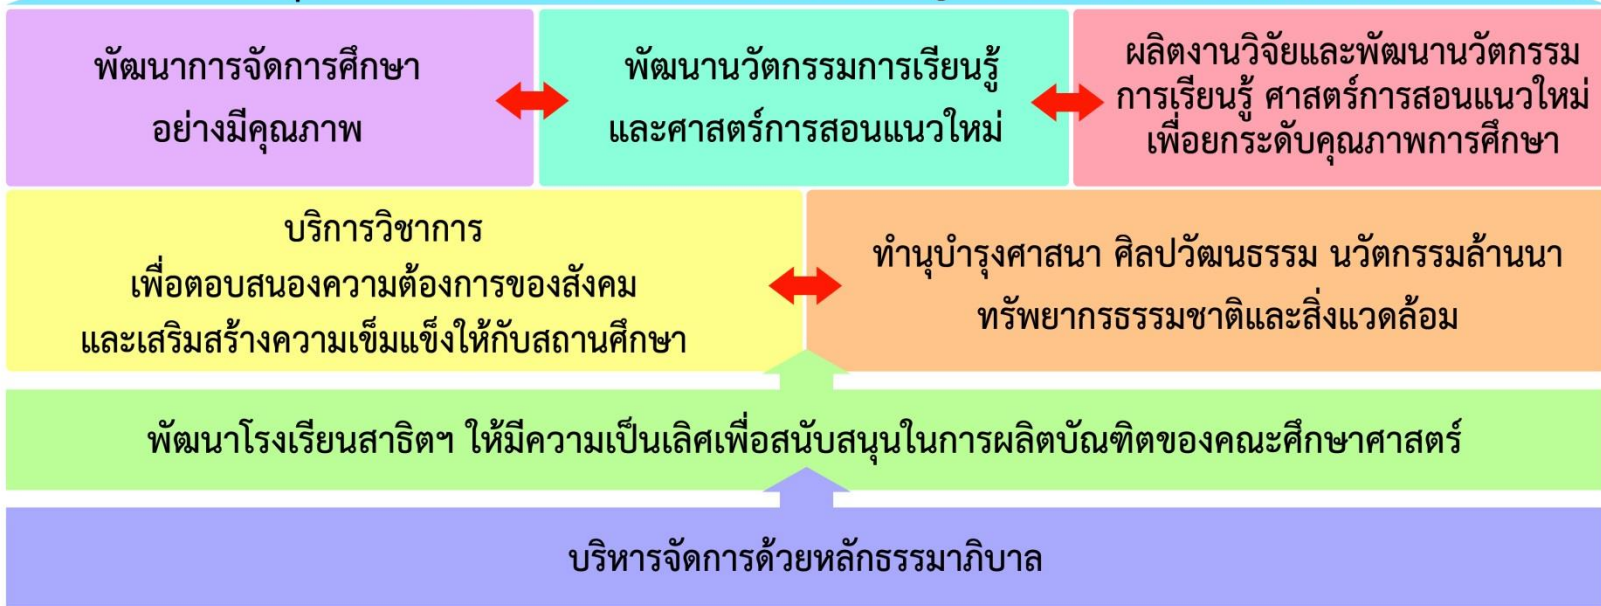 พัฒนาการจัดการศึกษา
อย่างมีคุณภาพ
พัฒนานวัตกรรมการเรียนรู้
และศาสตร์การสอนแนวใหม่
ผลิตงานวิจัยและพัฒนานวัตกรรม
การเรียนรู้ ศาสตร์การสอนแนวใหม่
เพื่อยกระดับคุณภาพการศึกษา
บริการวิชาการ
เพื่อตอบสนองความต้องการของสังคม
และเสริมสร้างความเข็มแข็งให้กับสถานศึกษา
ทำนุบำรุงศาสนา ศิลปวัฒนธรรม นวัตกรรมล้านนา
ทรัพยากรธรรมชาติและสิ่งแวดล้อม
พัฒนาโรงเรียนสาธิตฯ ให้มีความเป็นเลิศเพื่อสนับสนุนในการผลิตบัณฑิตของคณะศึกษาศาสตร์
บริหารจัดการด้วยหลักธรรมาภิบาล